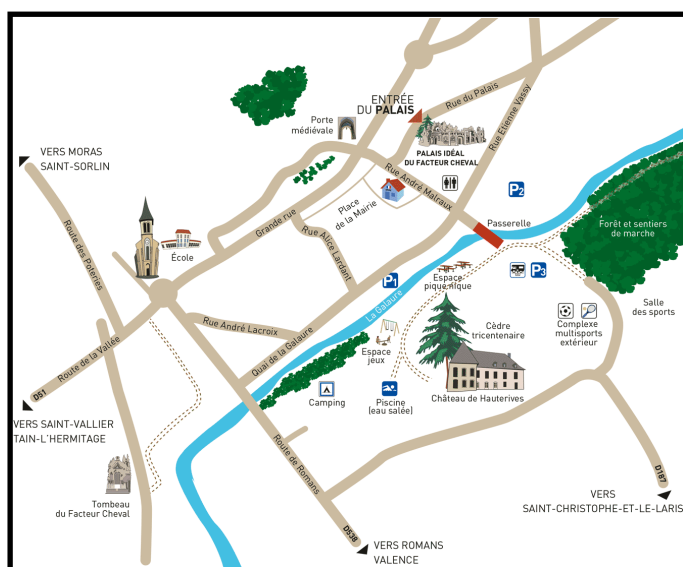 ENTRÉE
DU PALAIS
Rue du Palais
Porte
médiévale
PALAIS IDÉAL
DU FACTEUR CHEVAL
Rue Etienne Vassy
VERS MORAS
SAINT-SORLIN
Rue André Malraux
P2
Place
de la Mairie
Passerelle
Forêt et sentiers
de marche
Route des Poteries
Grande rue
École
Rue Alice Lardant
P1
La Galaure
Espace
pique nique
P3
Salle
des sports
Rue André Lacroix
Quai de la Galaure
Espace
jeux
Cèdre
tricentenaire
Complexe
multisports
extérieur
Route de la Vallée
D51
Camping
Piscine
(eau salée)
Château de Hauterives
VERS SAINT-VALLIER
TAIN-L'HERMITAGE
Route de Romans
D187
Tombeau
du Facteur Cheval
VERS
SAINT-CHRISTOPHE-ET-LE-LARIS
D538
VERS ROMANS
VALENCE